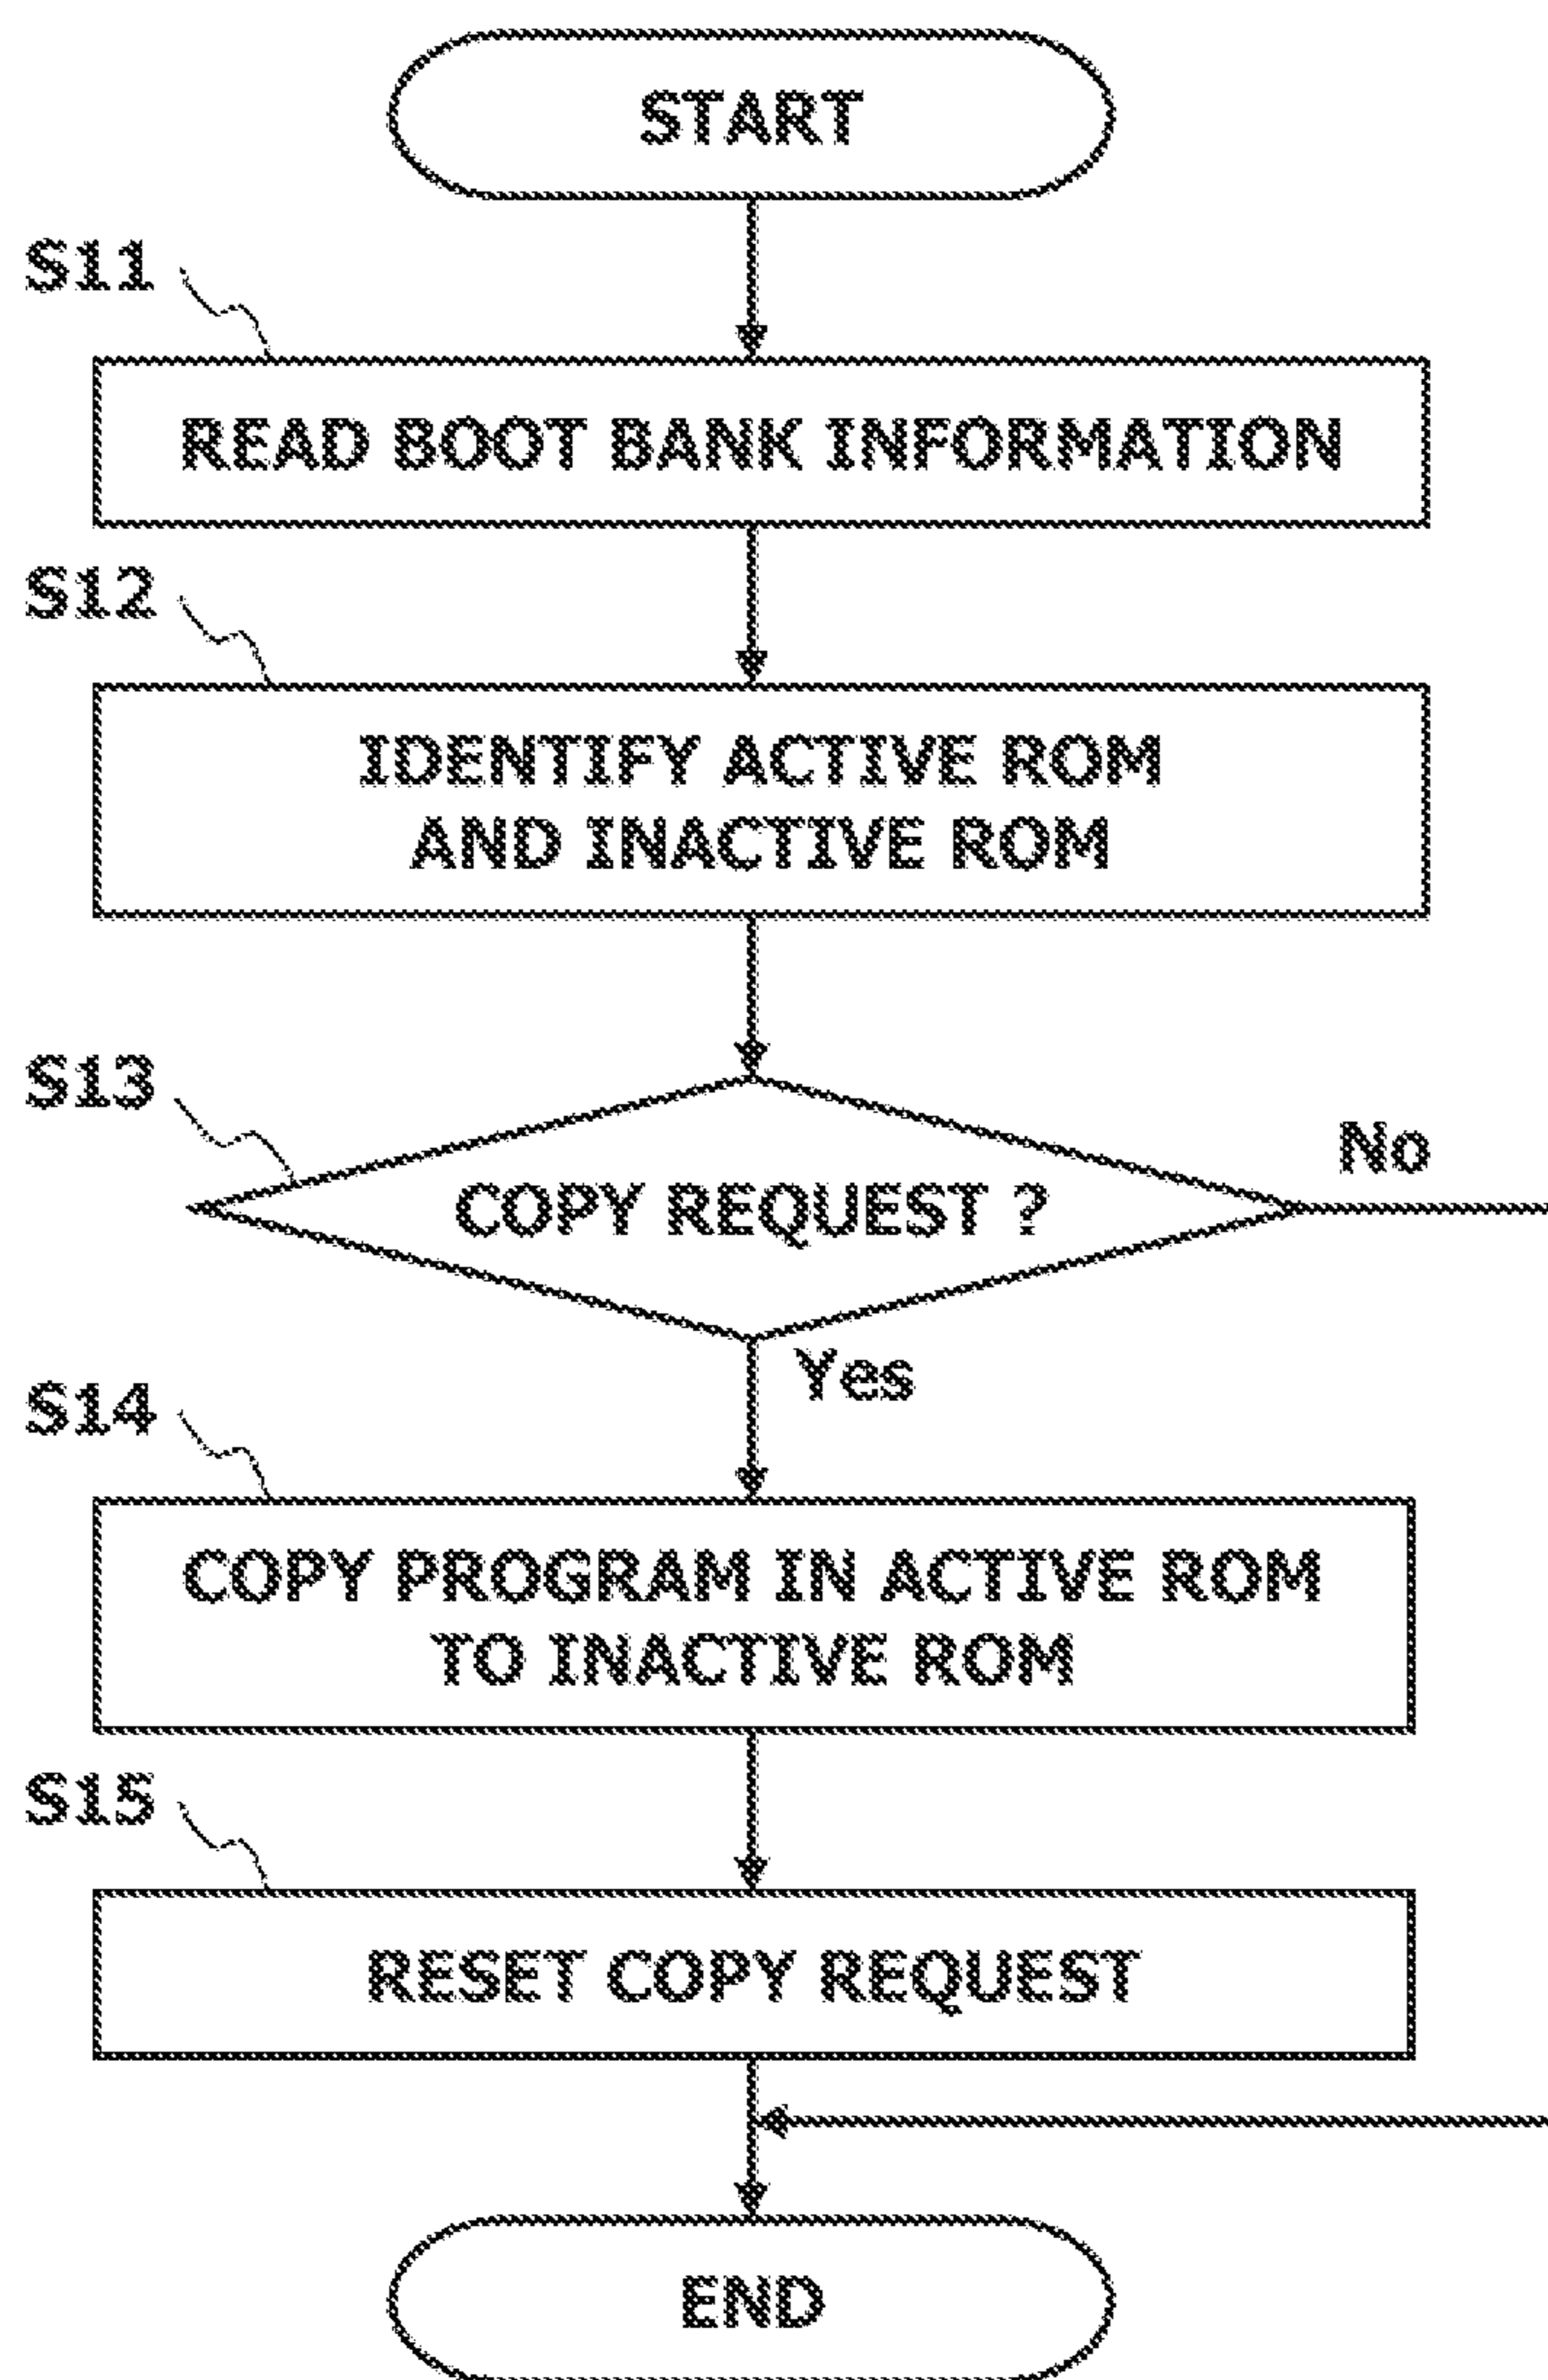 START
S11
READ BOOT BANK INFORMATION
S12
IDENTIFY ACTIVE ROM
AND INACTIVE ROM
S13
No
COPY REQUEST ?
Yes
S14
COPY PROGRAM IN ACTIVE ROM
TO INACTIVE ROM
S15
RESET COPY REQUEST
END